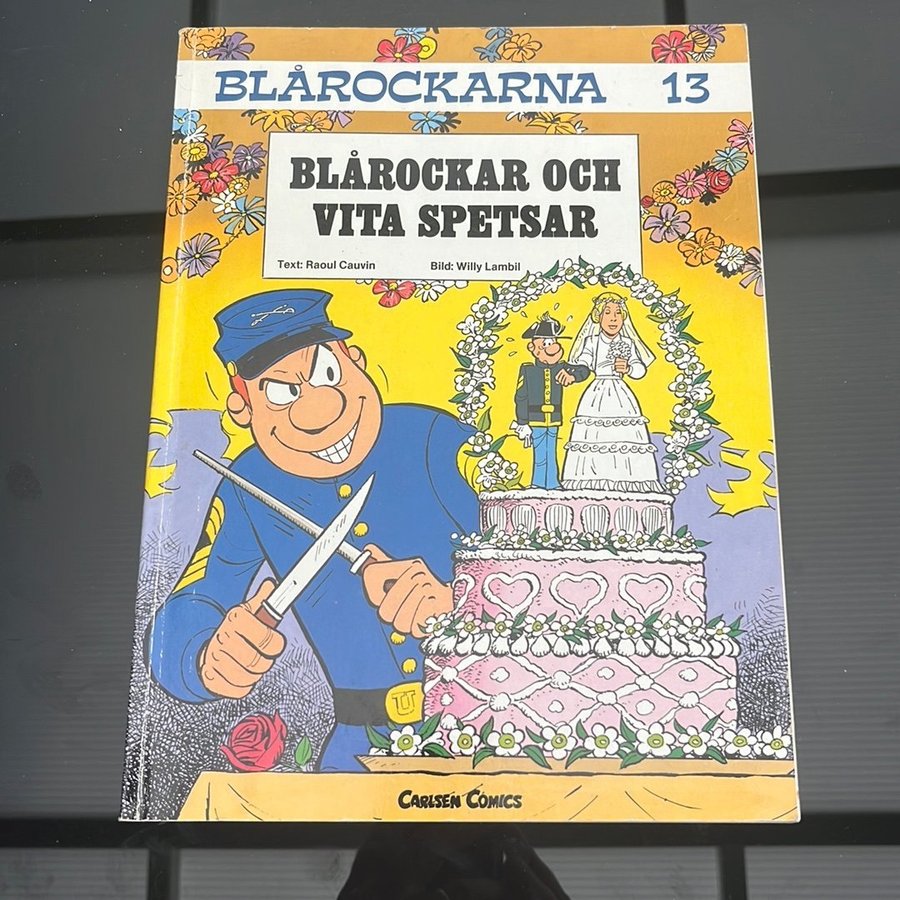 BLÅROCKARNA 13
BLÅROCKAR OCH
VITA SPETSAR
Text: Raoul Cauvin Bild: Willy Lambil
CARLSEN COMICS